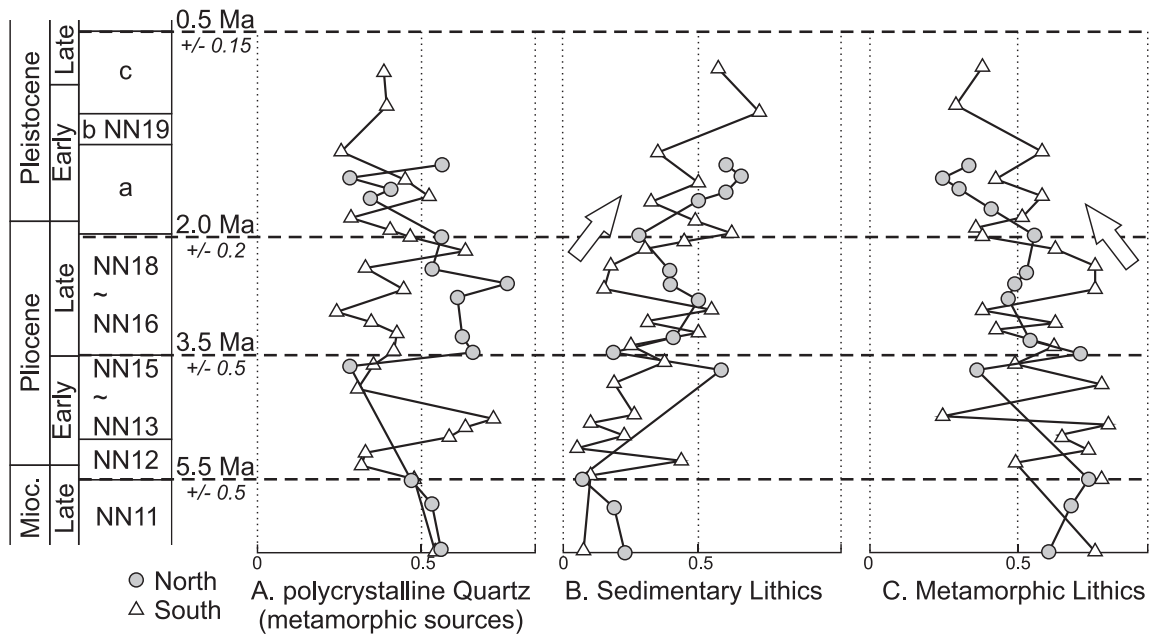 Pleistocene
Pliocene
Mioc.
Late
Early
Late
Early
Late
c
b NN19
a
NN18
~
NN16
NN15
~
NN13
NN12
NN11
0.5 Ma
+/- 0.15
2.0 Ma
+/- 0.2
3.5 Ma
+/- 0.5
5.5 Ma
+/- 0.5
0 0.5 0 0.5 0 0.5
North
South
A. polycrystalline Quartz
(metamorphic sources)
B. Sedimentary Lithics
C. Metamorphic Lithics